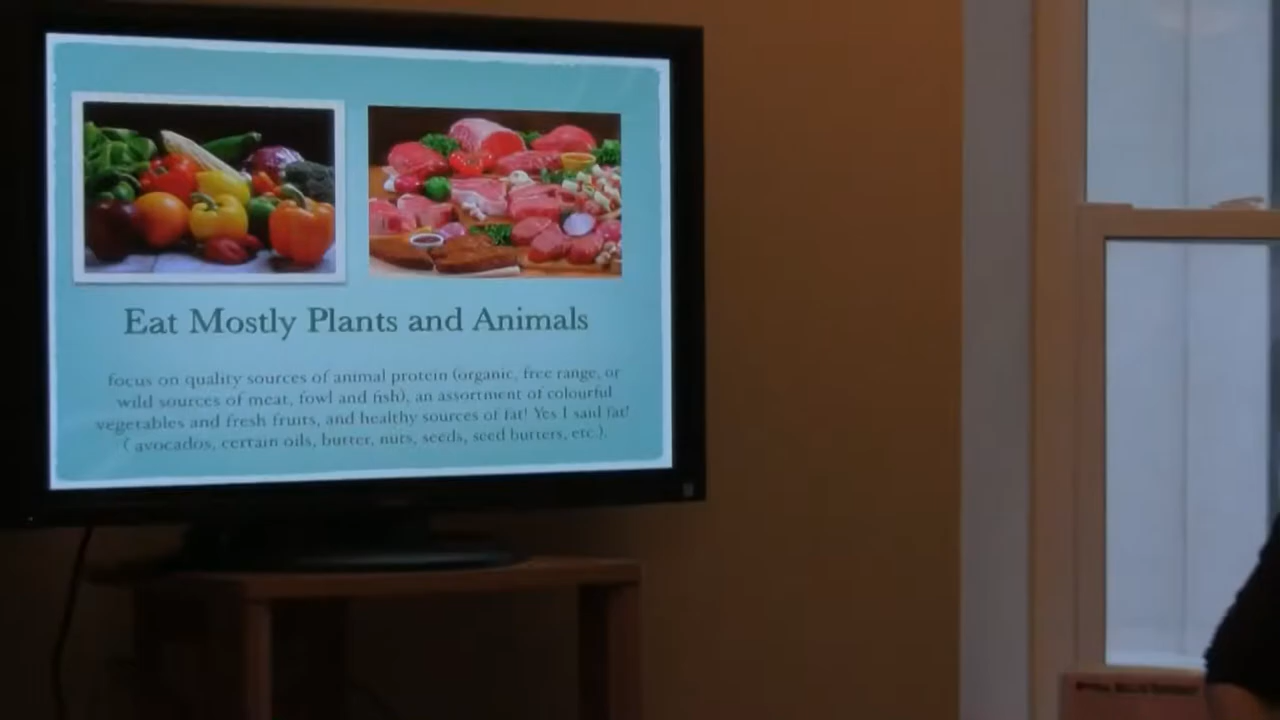 Eat Mostly Plants and Animals
focus on quality sources of animal protein (organic, free range, or
wild sources of meat, fowl and fish), an assortment of colourful
vegetables and fresh fruits, and healthy sources of fat! Yes I said fat!
( avocados, certain oils, butter, nuts, seeds, seed butters, etc.).